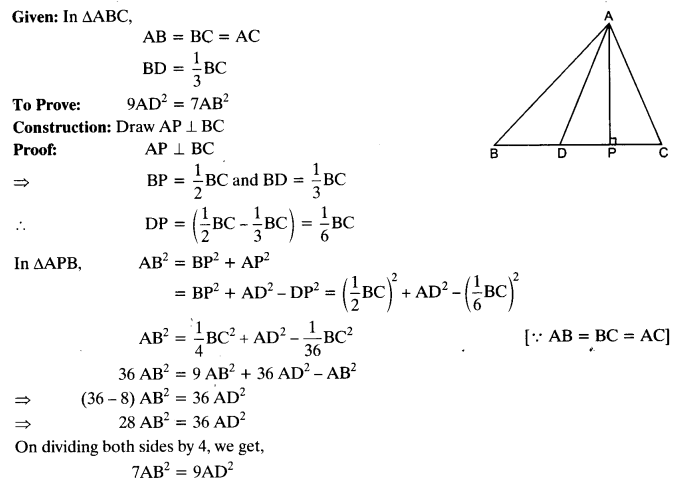 Given: In ΔABC,
AB = BC = AC
BD = 1/3 BC
To Prove: 9AD² = 7AB²
Construction: Draw AP ⊥ BC
Proof: AP ⊥ BC
⇒ BP = 1/2 BC and BD = 1/3 BC
∴ DP = (1/2 BC − 1/3 BC) = 1/6 BC
In ΔAPB, AB² = BP² + AP²
= BP² + AD² − DP² = (1/2 BC)² + AD² − (1/6 BC)²
AB² = 1/4 BC² + AD² − 1/36 BC² [∵ AB = BC = AC]
36 AB² = 9 AB² + 36 AD² − AB²
⇒ (36 – 8) AB² = 36 AD²
⇒ 28 AB² = 36 AD²
On dividing both sides by 4, we get,
7AB² = 9AD²
A
B D P C